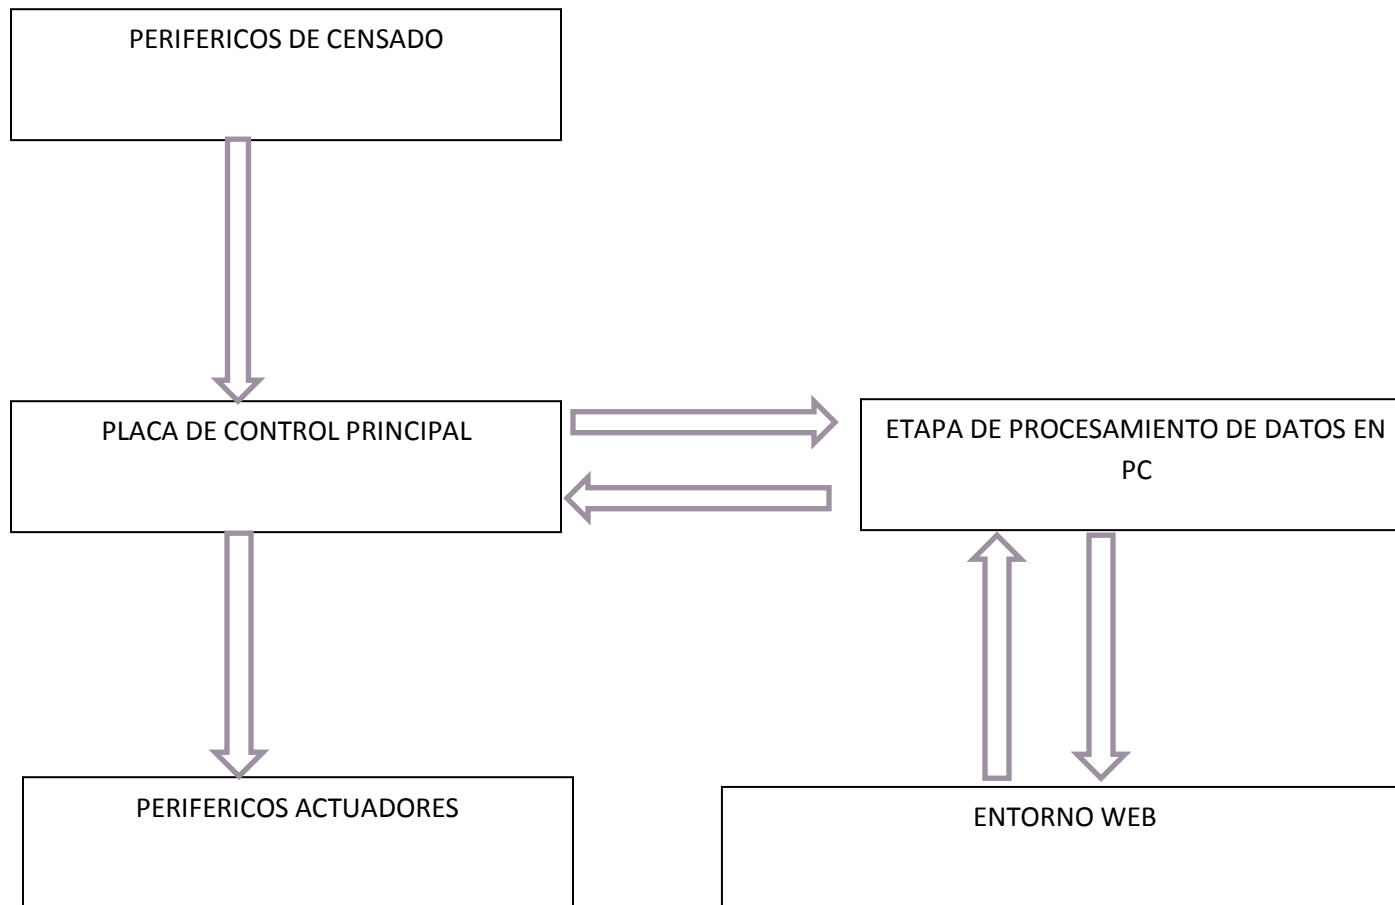 PERIFERICOS DE CENSADO
PLACA DE CONTROL PRINCIPAL
ETAPA DE PROCESAMIENTO DE DATOS EN
PC
PERIFERICOS ACTUADORES
ENTORNO WEB